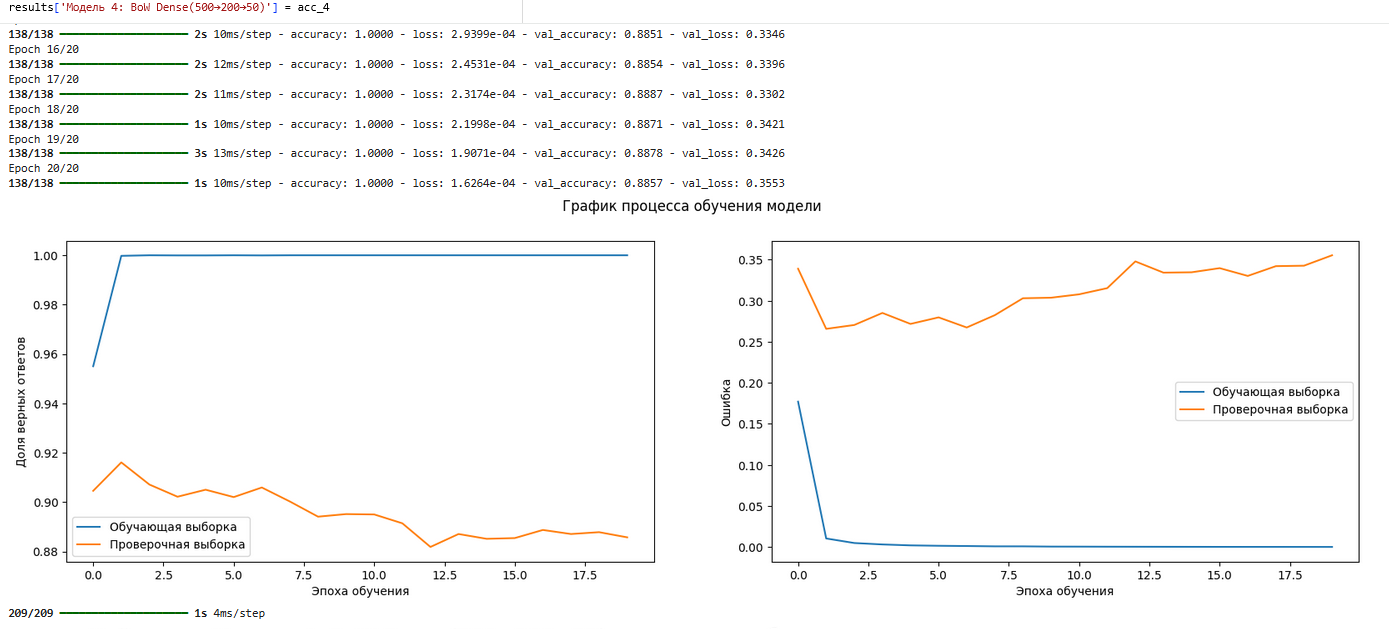 results['Модель 4: BoW Dense(500→200→50)'] = acc_4
138/138 ━━━━━━━━━━━━━━━━━━━━ 2s 10ms/step - accuracy: 1.0000 - loss: 2.9399e-04 - val_accuracy: 0.8851 - val_loss: 0.3346
Epoch 16/20
138/138 ━━━━━━━━━━━━━━━━━━━━ 2s 12ms/step - accuracy: 1.0000 - loss: 2.4531e-04 - val_accuracy: 0.8854 - val_loss: 0.3396
Epoch 17/20
138/138 ━━━━━━━━━━━━━━━━━━━━ 2s 11ms/step - accuracy: 1.0000 - loss: 2.3174e-04 - val_accuracy: 0.8887 - val_loss: 0.3302
Epoch 18/20
138/138 ━━━━━━━━━━━━━━━━━━━━ 1s 10ms/step - accuracy: 1.0000 - loss: 2.1998e-04 - val_accuracy: 0.8871 - val_loss: 0.3421
Epoch 19/20
138/138 ━━━━━━━━━━━━━━━━━━━━ 3s 13ms/step - accuracy: 1.0000 - loss: 1.9071e-04 - val_accuracy: 0.8878 - val_loss: 0.3426
Epoch 20/20
138/138 ━━━━━━━━━━━━━━━━━━━━ 1s 10ms/step - accuracy: 1.0000 - loss: 1.6264e-04 - val_accuracy: 0.8857 - val_loss: 0.3553
График процесса обучения модели
Доля верных ответов
1.00
0.98
0.96
0.94
0.92
0.90
0.88
Обучающая выборка
Проверочная выборка
0.0 2.5 5.0 7.5 10.0 12.5 15.0 17.5
Эпоха обучения
Ошибка
0.35
0.30
0.25
0.20
0.15
0.10
0.05
0.00
Обучающая выборка
Проверочная выборка
0.0 2.5 5.0 7.5 10.0 12.5 15.0 17.5
Эпоха обучения
209/209 ━━━━━━━━━━━━━━━━━━━━ 1s 4ms/step